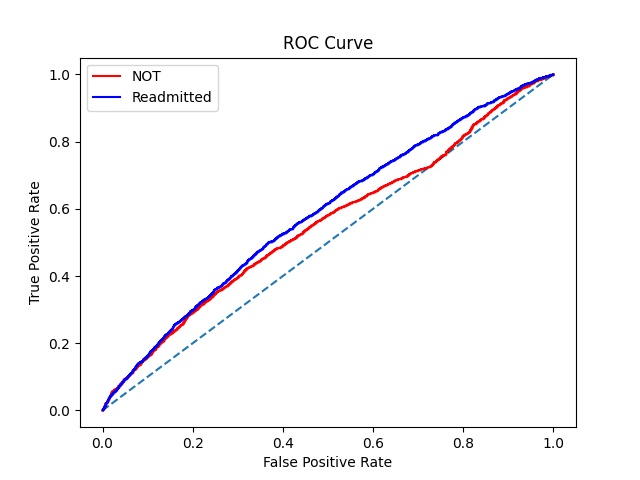 ROC Curve
NOT
Readmitted
True Positive Rate
1.0
0.8
0.6
0.4
0.2
0.0
0.0 0.2 0.4 0.6 0.8 1.0
False Positive Rate